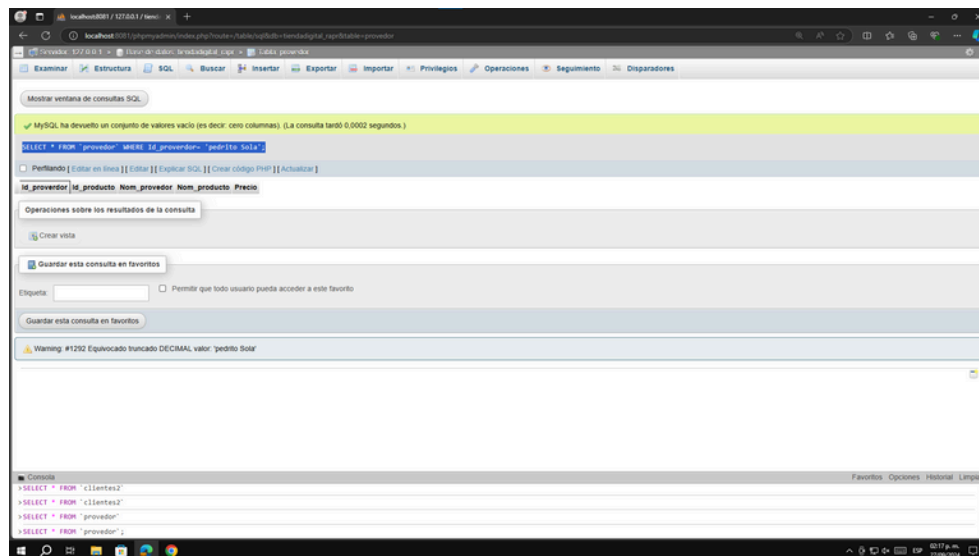 localhost:8081 / 127.0.0.1 / tiend
localhost:8081/phpmyadmin/index.php?route=/table/sql&db=tiendadigital_rapr&table=provedor
Servidor: 127.0.0.1 » Base de datos: tiendadigital_rapr » Tabla: provedor
Examinar Estructura SQL Buscar Insertar Exportar Importar Privilegios Operaciones Seguimiento Disparadores
Mostrar ventana de consultas SQL
MySQL ha devuelto un conjunto de valores vacío (es decir: cero columnas). (La consulta tardó 0,0002 segundos.)
SELECT * FROM `provedor` WHERE Id_proverdor= 'pedrito Sola';
Perfilando [ Editar en línea ] [ Editar ] [ Explicar SQL ] [ Crear código PHP ] [ Actualizar ]
Id_proverdor Id_producto Nom_provedor Nom_producto Precio
Operaciones sobre los resultados de la consulta
Crear vista
Guardar esta consulta en favoritos
Etiqueta: Permitir que todo usuario pueda acceder a este favorito
Guardar esta consulta en favoritos
Warning: #1292 Equivocado truncado DECIMAL valor: 'pedrito Sola'
Consola Favoritos Opciones Historial Limpia
>SELECT * FROM `clientes2`
>SELECT * FROM `clientes2`
>SELECT * FROM `provedor`
>SELECT * FROM `provedor`;
ESP 02:17 p. m.